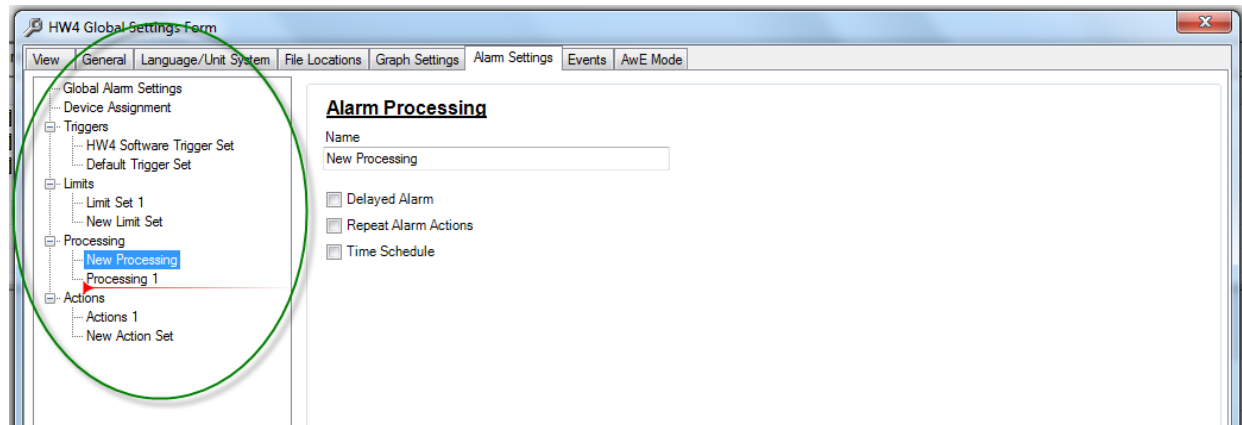 HW4 Global Settings Form
View General Language/Unit System File Locations Graph Settings Alarm Settings Events AwE Mode
Global Alarm Settings
Device Assignment
Triggers
HW4 Software Trigger Set
Default Trigger Set
Limits
Limit Set 1
New Limit Set
Processing
New Processing
Processing 1
Actions
Actions 1
New Action Set
Alarm Processing
Name
New Processing
Delayed Alarm
Repeat Alarm Actions
Time Schedule